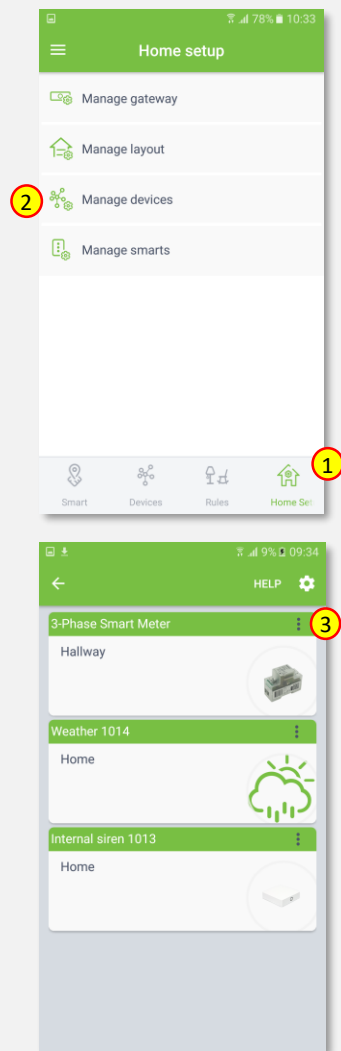 78% 10:33
Home setup
Manage gateway
Manage layout
2 Manage devices
Manage smarts
1
Smart Devices Rules Home Set
9% 09:34
HELP
3-Phase Smart Meter 3
Hallway
Weather 1014
Home
Internal siren 1013
Home